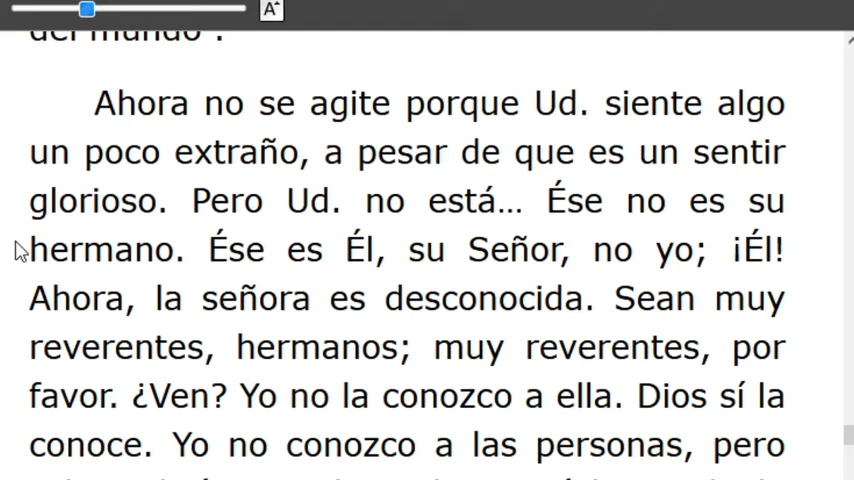 A
del mundo".
Ahora no se agite porque Ud. siente algo
un poco extraño, a pesar de que es un sentir
glorioso. Pero Ud. no está... Ése no es su
hermano. Ése es Él, su Señor, no yo; ¡Él!
Ahora, la señora es desconocida. Sean muy
reverentes, hermanos; muy reverentes, por
favor. ¿Ven? Yo no la conozco a ella. Dios sí la
conoce. Yo no conozco a las personas, pero